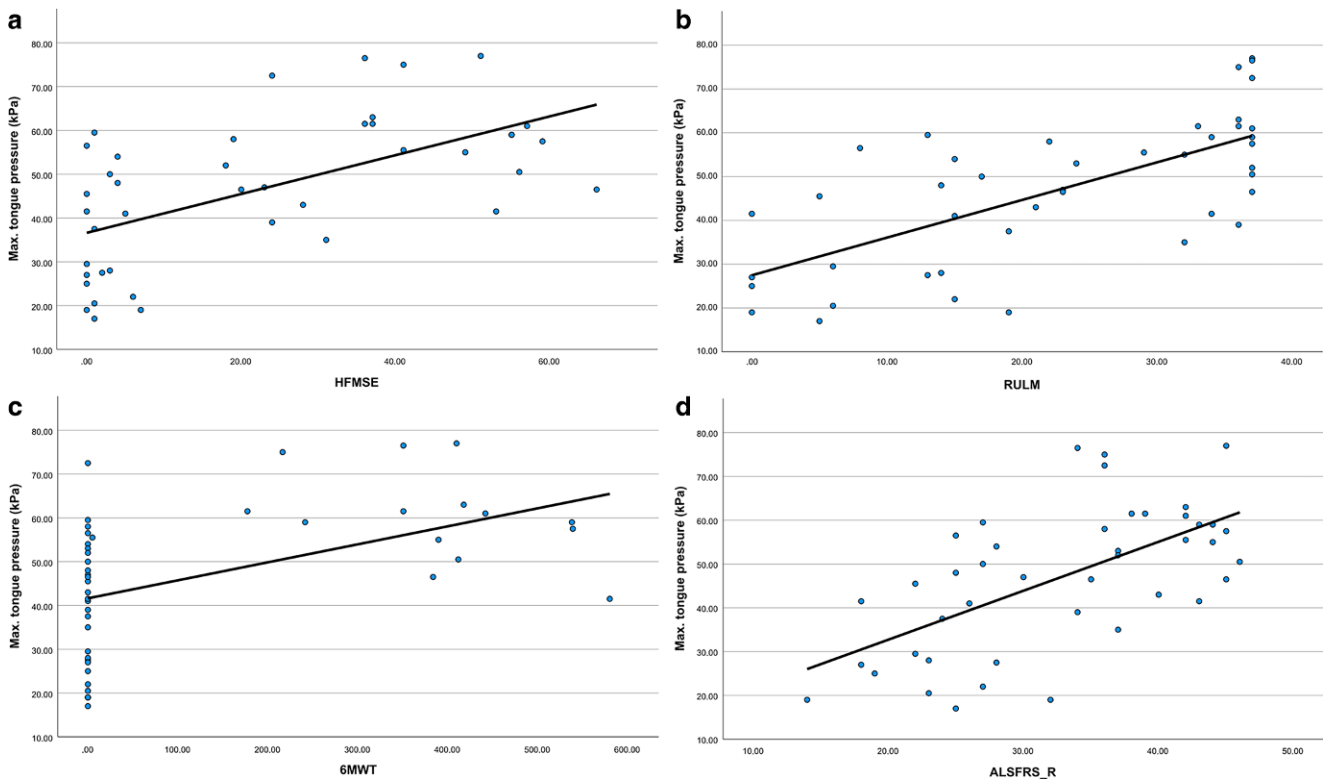 a
80.00
70.00
60.00
50.00
40.00
30.00
20.00
10.00
Max. tongue pressure (kPa)
.00 20.00 40.00 60.00
HFMSE
b
80.00
70.00
60.00
50.00
40.00
30.00
20.00
10.00
Max. tongue pressure (kPa)
.00 10.00 20.00 30.00 40.00
RULM
c
80.00
70.00
60.00
50.00
40.00
30.00
20.00
10.00
Max. tongue pressure (kPa)
.00 100.00 200.00 300.00 400.00 500.00 600.00
6MWT
d
80.00
70.00
60.00
50.00
40.00
30.00
20.00
10.00
Max. tongue pressure (kPa)
10.00 20.00 30.00 40.00 50.00
ALSFRS_R